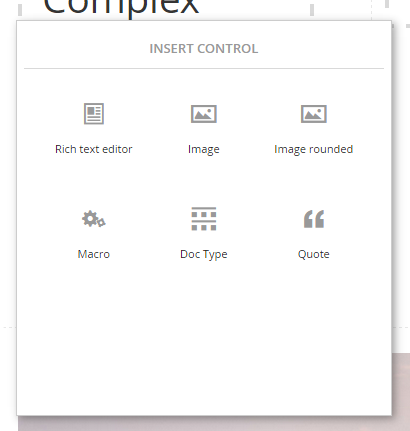 Complex
INSERT CONTROL
Rich text editor
Image
Image rounded
Macro
Doc Type
Quote